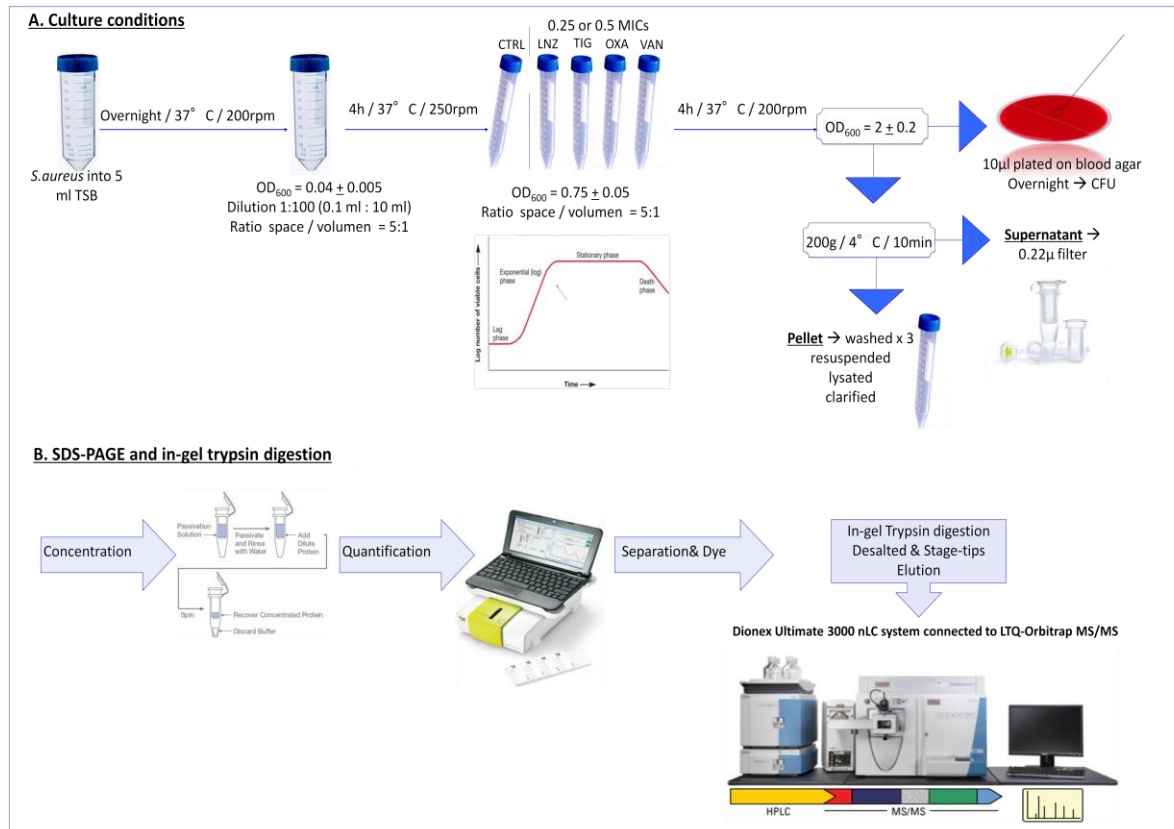 A. Culture conditions
0.25 or 0.5 MICs
CTRL LNZ TIG OXA VAN
Overnight / 37° C / 200rpm
4h / 37° C / 250rpm
4h / 37° C / 200rpm
OD600 = 2 ± 0.2
S.aureus into 5
ml TSB
OD600 = 0.04 ± 0.005
Dilution 1:100 (0.1 ml : 10 ml)
Ratio space / volumen = 5:1
OD600 = 0.75 ± 0.05
Ratio space / volumen = 5:1
10µl plated on blood agar
Overnight → CFU
Log number of viable cells
Lag
phase
Exponential (log)
phase
Stationary phase
Death
phase
Time
200g / 4° C / 10min
Supernatant →
0.22µ filter
Pellet → washed x 3
resuspended
lysated
clarified
B. SDS-PAGE and in-gel trypsin digestion
Concentration
Passivation
Solution
Passivate
and Rinse
with Water
Add
Dilute
Protein
Spin
Recover Concentrated Protein
Discard Buffer
Quantification
Separation& Dye
In-gel Trypsin digestion
Desalted & Stage-tips
Elution
Dionex Ultimate 3000 nLC system connected to LTQ-Orbitrap MS/MS
HPLC
MS/MS